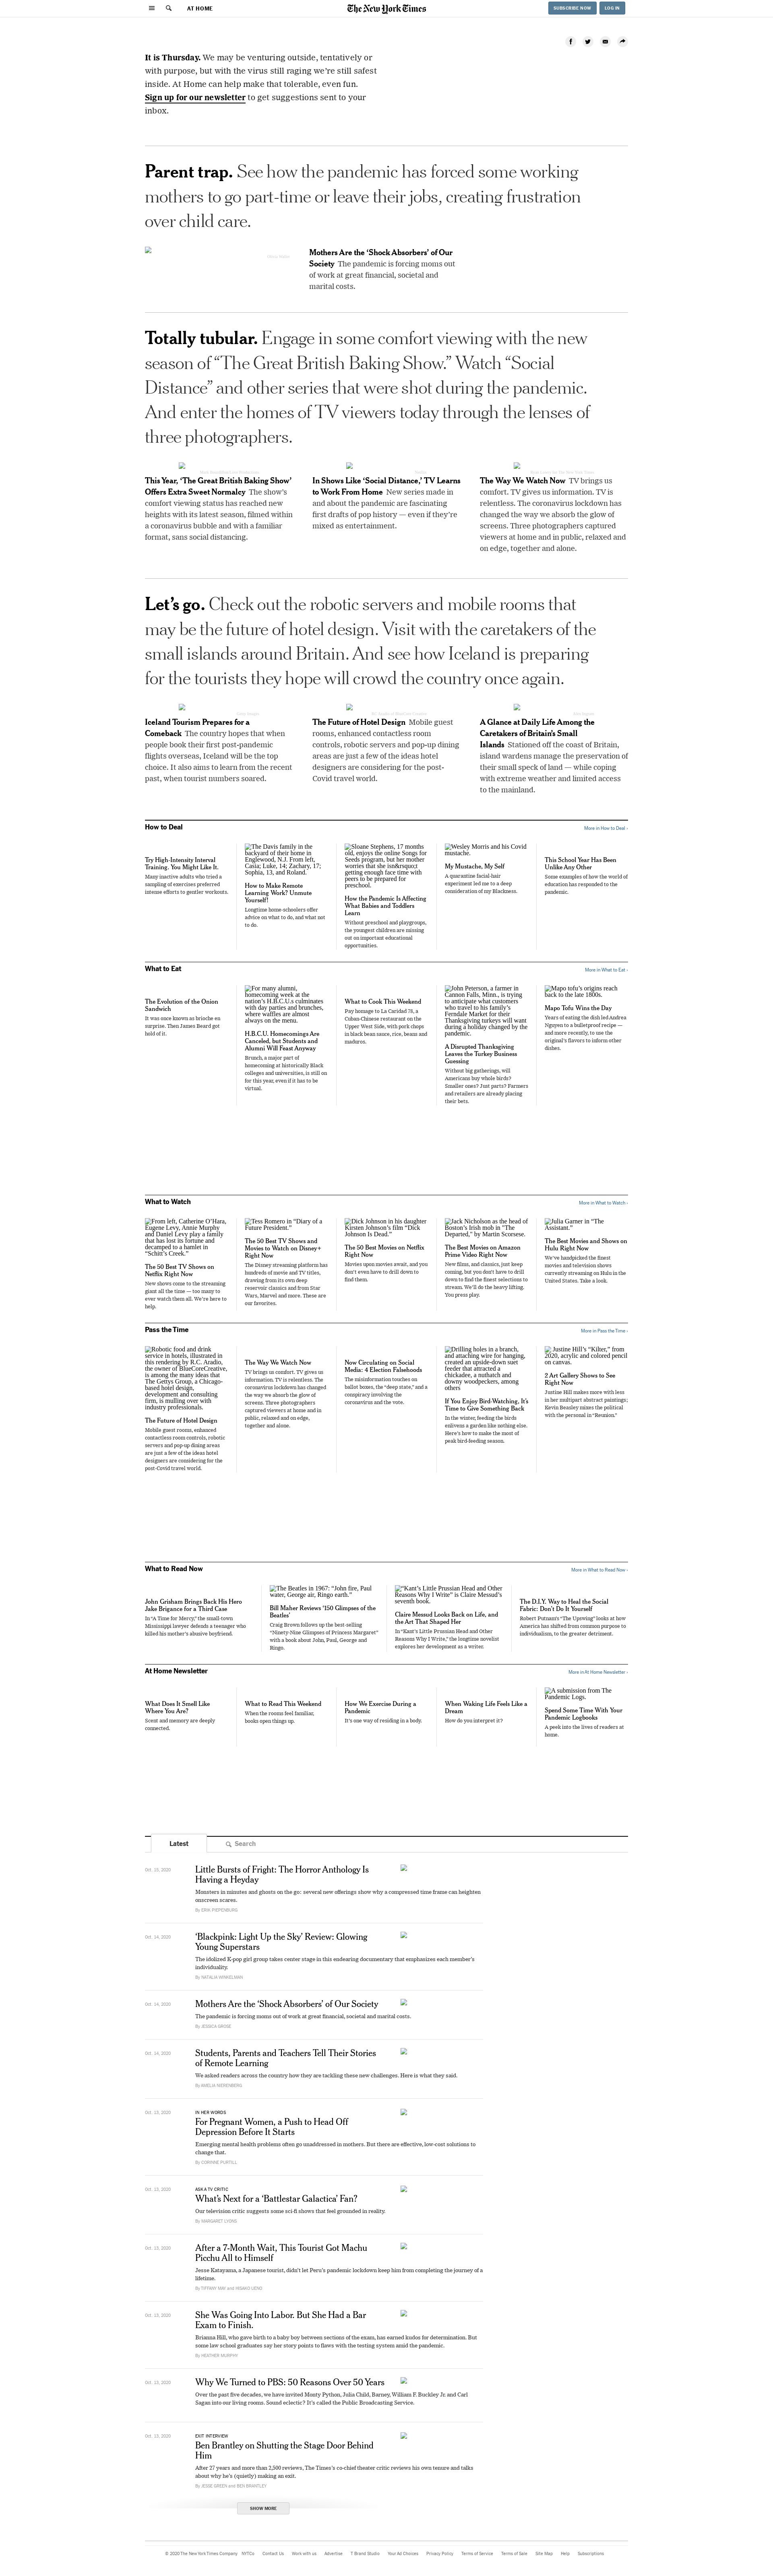 AT HOME
The New York Times
SUBSCRIBE NOW
LOG IN
It is Thursday. We may be venturing outside, tentatively or
with purpose, but with the virus still raging we're still safest
inside. At Home can help make that tolerable, even fun.
Sign up for our newsletter to get suggestions sent to your
inbox.
Parent trap. See how the pandemic has forced some working
mothers to go part-time or leave their jobs, creating frustration
over child care.
Mothers Are the ‘Shock Absorbers’ of Our
Society The pandemic is forcing moms out
of work at great financial, societal and
marital costs.
Totally tubular. Engage in some comfort viewing with the new
season of “The Great British Baking Show.” Watch “Social
Distance” and other series that were shot during the pandemic.
And enter the homes of TV viewers today through the lenses of
three photographers.
This Year, ‘The Great British Baking Show’
Offers Extra Sweet Normalcy The show’s
comfort viewing status has reached new
heights with its latest season, filmed within
a coronavirus bubble and with a familiar
format, sans social distancing.
In Shows Like ‘Social Distance,’ TV Learns
to Work From Home New series made in
and about the pandemic are fascinating
first drafts of pop history — even if they’re
mixed as entertainment.
The Way We Watch Now TV brings us
comfort. TV gives us information. TV is
relentless. The coronavirus lockdown has
changed the way we absorb the glow of
screens. Three photographers captured
viewers at home and in public, relaxed and
on edge, together and alone.
Let’s go. Check out the robotic servers and mobile rooms that
may be the future of hotel design. Visit with the caretakers of the
small islands around Britain. And see how Iceland is preparing
for the tourists they hope will crowd the country once again.
Iceland Tourism Prepares for a
Comeback The country hopes that when
people book their first post-pandemic
flights overseas, Iceland will be the top
choice. It also aims to learn from the recent
past, when tourist numbers soared.
The Future of Hotel Design Mobile guest
rooms, enhanced contactless room
controls, robotic servers and pop-up dining
areas are just a few of the ideas hotel
designers are considering for the post-
Covid travel world.
A Glance at Daily Life Among the
Caretakers of Britain’s Small
Islands Stationed off the coast of Britain,
island wardens manage the preservation of
their small speck of land — while coping
with extreme weather and limited access
to the mainland.
How to Deal
More in How to Deal ›
Try High-Intensity Interval
Training. You Might Like It.
Many inactive adults who tried a
sampling of exercises preferred
intense efforts to gentler workouts.
The Davis family in the
backyard of their home in
Englewood, N.J. From left,
Casia; Luke, 14; Zachary, 17;
Sophia, 13, and Roland.
How to Make Remote
Learning Work? Unmute
Yourself!
Longtime home-schoolers offer
advice on what to do, and what not
to do.
Sloane Stephens, 17 months
old, enjoys the online Songs for
Seeds program, but her mother
worries that she isn&rsquot
getting enough face time with
peers to be prepared for
preschool.
How the Pandemic Is Affecting
What Babies and Toddlers
Learn
Without preschool and playgroups,
the youngest children are missing
out on important educational
opportunities.
Wesley Morris and his Covid
mustache.
My Mustache, My Self
A quarantine facial-hair
experiment led me to a deep
consideration of my Blackness.
This School Year Has Been
Unlike Any Other
Some examples of how the world of
education has responded to the
pandemic.
What to Eat
More in What to Eat ›
The Evolution of the Onion
Sandwich
It was once known as brioche en
surprise. Then James Beard got
hold of it.
For many alumni,
homecoming week at the
nation’s H.B.C.U.s culminates
with day parties and brunches,
where waffles are almost
always on the menu.
H.B.C.U. Homecomings Are
Canceled, but Students and
Alumni Will Feast Anyway
Brunch, a major part of
homecoming at historically Black
colleges and universities, is still on
for this year, even if it has to be
virtual.
What to Cook This Weekend
Pay homage to La Caridad 78, a
Cuban-Chinese restaurant on the
Upper West Side, with pork chops
in black bean sauce, rice, beans and
maduros.
John Peterson, a farmer in
Cannon Falls, Minn., is trying
to anticipate what customers
who travel to his family’s
Ferndale Market for their
Thanksgiving turkeys will want
during a holiday changed by the
pandemic.
A Disrupted Thanksgiving
Leaves the Turkey Business
Guessing
Without big gatherings, will
Americans buy whole birds?
Smaller ones? Just parts? Farmers
and retailers are already placing
their bets.
Mapo tofu’s origins reach
back to the late 1800s.
Mapo Tofu Wins the Day
Years of eating the dish led Andrea
Nguyen to a bulletproof recipe —
and more recently, to use the
original’s flavors to inform other
dishes.
What to Watch
More in What to Watch ›
From left, Catherine O’Hara,
Eugene Levy, Annie Murphy
and Daniel Levy play a family
that has lost its fortune and
decamped to a hamlet in
“Schitt’s Creek.”
The 50 Best TV Shows on
Netflix Right Now
New shows come to the streaming
giant all the time — too many to
ever watch them all. We’re here to
help.
Tess Romero in “Diary of a
Future President.”
The 50 Best TV Shows and
Movies to Watch on Disney+
Right Now
The Disney streaming platform has
hundreds of movie and TV titles,
drawing from its own deep
reservoir classics and from Star
Wars, Marvel and more. These are
our favorites.
Dick Johnson in his daughter
Kirsten Johnson’s film “Dick
Johnson Is Dead.”
The 50 Best Movies on Netflix
Right Now
Movies upon movies await, and you
don’t even have to drill down to
find them.
Jack Nicholson as the head of
Boston’s Irish mob in “The
Departed,” by Martin Scorsese.
The Best Movies on Amazon
Prime Video Right Now
New films, and classics, just keep
coming, but you don’t have to drill
down to find the finest selections to
stream. We’ll do the heavy lifting.
You press play.
Julia Garner in “The
Assistant.”
The Best Movies and Shows on
Hulu Right Now
We’ve handpicked the finest
movies and television shows
currently streaming on Hulu in the
United States. Take a look.
Pass the Time
More in Pass the Time ›
Robotic food and drink
service in hotels, illustrated in
this rendering by R.C. Aradio,
the owner of BlueCoreCreative,
is among the many ideas that
The Gettys Group, a Chicago-
based hotel design,
development and consulting
firm, is mulling over with
industry professionals.
The Future of Hotel Design
Mobile guest rooms, enhanced
contactless room controls, robotic
servers and pop-up dining areas
are just a few of the ideas hotel
designers are considering for the
post-Covid travel world.
The Way We Watch Now
TV brings us comfort. TV gives us
information. TV is relentless. The
coronavirus lockdown has changed
the way we absorb the glow of
screens. Three photographers
captured viewers at home and in
public, relaxed and on edge,
together and alone.
Now Circulating on Social
Media: 4 Election Falsehoods
The misinformation touches on
ballot boxes, the “deep state,” and a
conspiracy involving the
coronavirus and the vote.
Drilling holes in a branch,
and attaching wire for hanging,
created an upside-down suet
feeder that attracted a
chickadee, a nuthatch and
downy woodpeckers, among
others
If You Enjoy Bird-Watching, It’s
Time to Give Something Back
In the winter, feeding the birds
enlivens a garden like nothing else.
Here’s how to make the most of
peak bird-feeding season.
Justine Hill’s “Kilter,” from
2020, acrylic and colored pencil
on canvas.
2 Art Gallery Shows to See
Right Now
Justine Hill makes more with less
in her multipart abstract paintings;
Kevin Beasley mines the political
with the personal in “Reunion.”
What to Read Now
More in What to Read Now ›
John Grisham Brings Back His Hero
Jake Brigance for a Third Case
In “A Time for Mercy,” the small-town
Mississippi lawyer defends a teenager who
killed his mother’s abusive boyfriend.
The Beatles in 1967: “John fire, Paul
water, George air, Ringo earth.”
Bill Maher Reviews ‘150 Glimpses of the
Beatles’
Craig Brown follows up the best-selling
“Ninety-Nine Glimpses of Princess Margaret”
with a book about John, Paul, George and
Ringo.
“Kant’s Little Prussian Head and Other
Reasons Why I Write” is Claire Messud’s
seventh book.
Claire Messud Looks Back on Life, and
the Art That Shaped Her
In “Kant’s Little Prussian Head and Other
Reasons Why I Write,” the longtime novelist
explores her development as a writer.
The D.I.Y. Way to Heal the Social
Fabric: Don’t Do It Yourself
Robert Putnam’s “The Upswing” looks at how
America has shifted from common purpose to
individualism, to the greater detriment.
At Home Newsletter
More in At Home Newsletter ›
What Does It Smell Like
Where You Are?
Scent and memory are deeply
connected.
What to Read This Weekend
When the rooms feel familiar,
books open things up.
How We Exercise During a
Pandemic
It’s one way of residing in a body.
When Waking Life Feels Like a
Dream
How do you interpret it?
A submission from The
Pandemic Logs.
Spend Some Time With Your
Pandemic Logbooks
A peek into the lives of readers at
home.
Latest
Search
Oct. 15, 2020
Little Bursts of Fright: The Horror Anthology Is
Having a Heyday
Monsters in minutes and ghosts on the go: several new offerings show why a compressed time frame can heighten
onscreen scares.
By ERIK PIEPENBURG
Oct. 14, 2020
‘Blackpink: Light Up the Sky’ Review: Glowing
Young Superstars
The idolized K-pop girl group takes center stage in this endearing documentary that emphasizes each member’s
individuality.
By NATALIA WINKELMAN
Oct. 14, 2020
Mothers Are the ‘Shock Absorbers’ of Our Society
The pandemic is forcing moms out of work at great financial, societal and marital costs.
By JESSICA GROSE
Oct. 14, 2020
Students, Parents and Teachers Tell Their Stories
of Remote Learning
We asked readers across the country how they are tackling these new challenges. Here is what they said.
By AMELIA NIERENBERG
Oct. 13, 2020
IN HER WORDS
For Pregnant Women, a Push to Head Off
Depression Before It Starts
Emerging mental health problems often go unaddressed in mothers. But there are effective, low-cost solutions to
change that.
By CORINNE PURTILL
Oct. 13, 2020
ASK A TV CRITIC
What’s Next for a ‘Battlestar Galactica’ Fan?
Our television critic suggests some sci-fi shows that feel grounded in reality.
By MARGARET LYONS
Oct. 13, 2020
After a 7-Month Wait, This Tourist Got Machu
Picchu All to Himself
Jesse Katayama, a Japanese tourist, didn’t let Peru’s pandemic lockdown keep him from completing the journey of a
lifetime.
By TIFFANY MAY and HISAKO UENO
Oct. 13, 2020
She Was Going Into Labor. But She Had a Bar
Exam to Finish.
Brianna Hill, who gave birth to a baby boy between sections of the exam, has earned kudos for determination. But
some law school graduates say her story points to flaws with the testing system amid the pandemic.
By HEATHER MURPHY
Oct. 13, 2020
Why We Turned to PBS: 50 Reasons Over 50 Years
Over the past five decades, we have invited Monty Python, Julia Child, Barney, William F. Buckley Jr. and Carl
Sagan into our living rooms. Sound eclectic? It’s called the Public Broadcasting Service.
Oct. 13, 2020
EXIT INTERVIEW
Ben Brantley on Shutting the Stage Door Behind
Him
After 27 years and more than 2,500 reviews, The Times’s co-chief theater critic reviews his own tenure and talks
about why he’s (quietly) making an exit.
By JESSE GREEN and BEN BRANTLEY
SHOW MORE
© 2020 The New York Times Company NYTCo Contact Us Work with us Advertise T Brand Studio Your Ad Choices Privacy Policy Terms of Service Terms of Sale Site Map Help Subscriptions